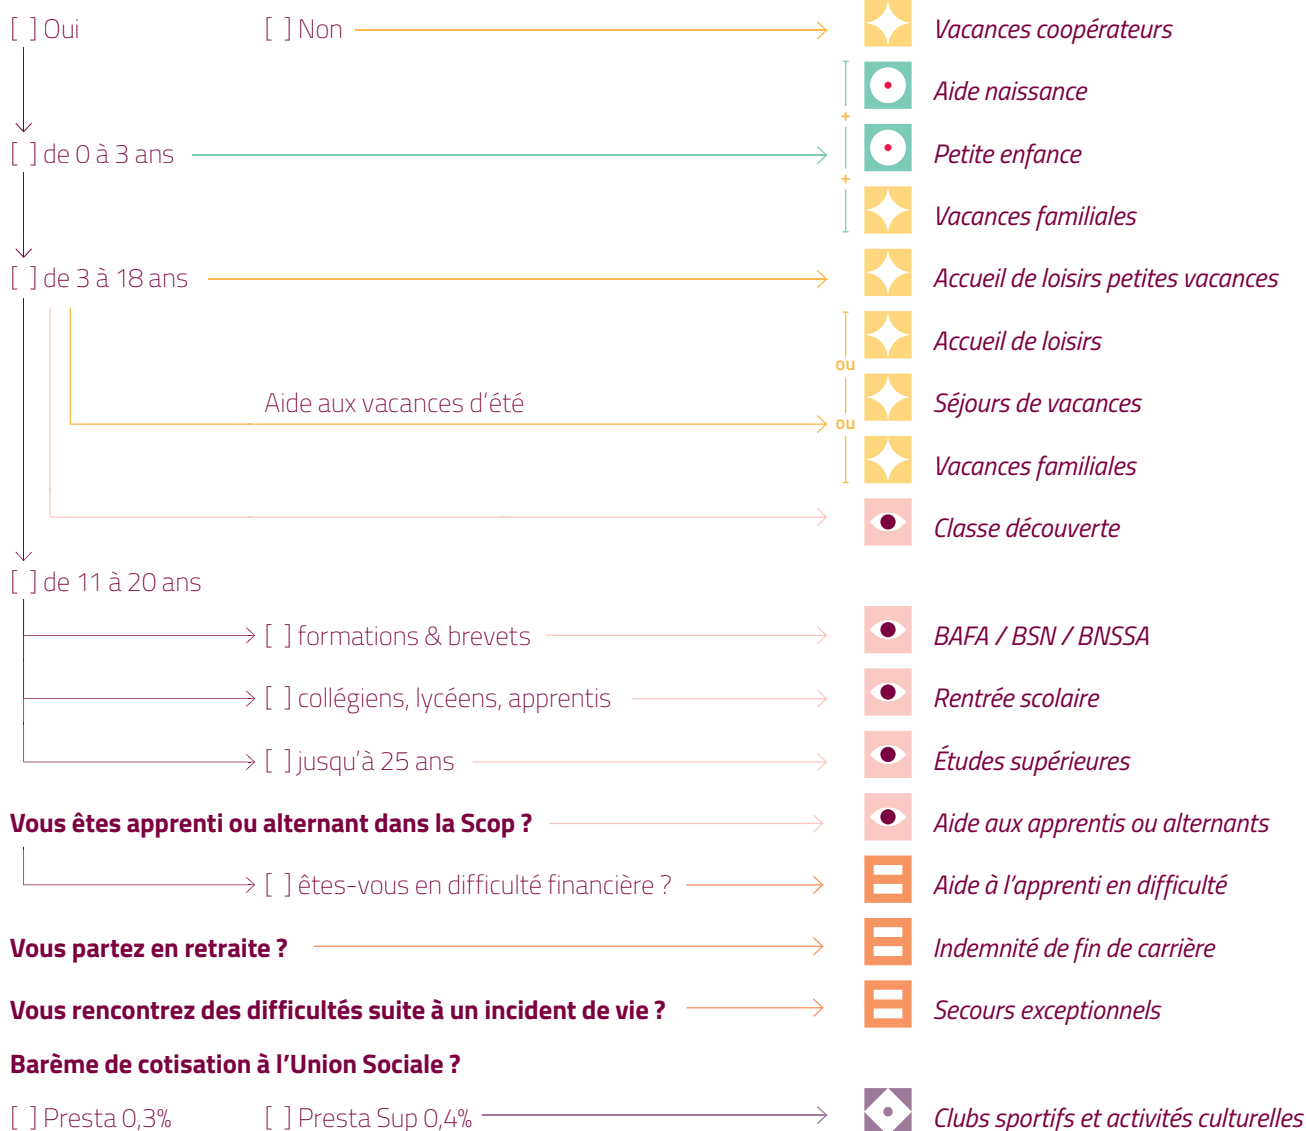 [ ] Oui [ ] Non Vacances coopérateurs
Aide naissance
+
[ ] de 0 à 3 ans Petite enfance
+
Vacances familiales
[ ] de 3 à 18 ans Accueil de loisirs petites vacances
Accueil de loisirs
ou
Aide aux vacances d’été Séjours de vacances
ou
Vacances familiales
Classe découverte
[ ] de 11 à 20 ans
[ ] formations & brevets BAFA / BSN / BNSSA
[ ] collégiens, lycéens, apprentis Rentrée scolaire
[ ] jusqu’à 25 ans Études supérieures
Vous êtes apprenti ou alternant dans la Scop ? Aide aux apprentis ou alternants
[ ] êtes-vous en difficulté financière ? Aide à l’apprenti en difficulté
Vous partez en retraite ? Indemnité de fin de carrière
Vous rencontrez des difficultés suite à un incident de vie ? Secours exceptionnels
Barème de cotisation à l’Union Sociale ?
[ ] Presta 0,3% [ ] Presta Sup 0,4% Clubs sportifs et activités culturelles